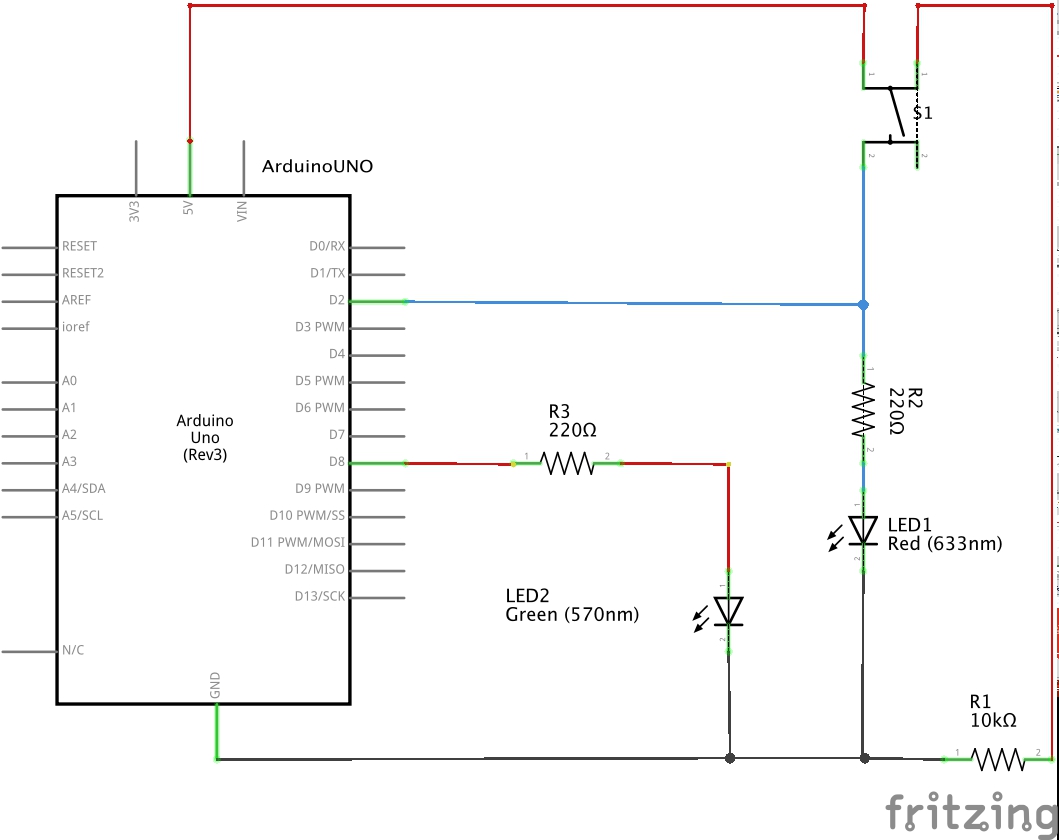 1
1
S1
2
2
ArduinoUNO
3V3
5V
VIN
RESET
RESET2
AREF
ioref
A0
A1
A2
A3
A4/SDA
A5/SCL
N/C
Arduino
Uno
(Rev3)
D0/RX
D1/TX
D2
D3 PWM
D4
D5 PWM
D6 PWM
D7
D8
D9 PWM
D10 PWM/SS
D11 PWM/MOSI
D12/MISO
D13/SCK
GND
R3
220Ω
1
2
1
R2
220Ω
2
1
LED1
Red (633nm)
2
LED2
Green (570nm)
1
2
R1
10kΩ
1
2
fritzing